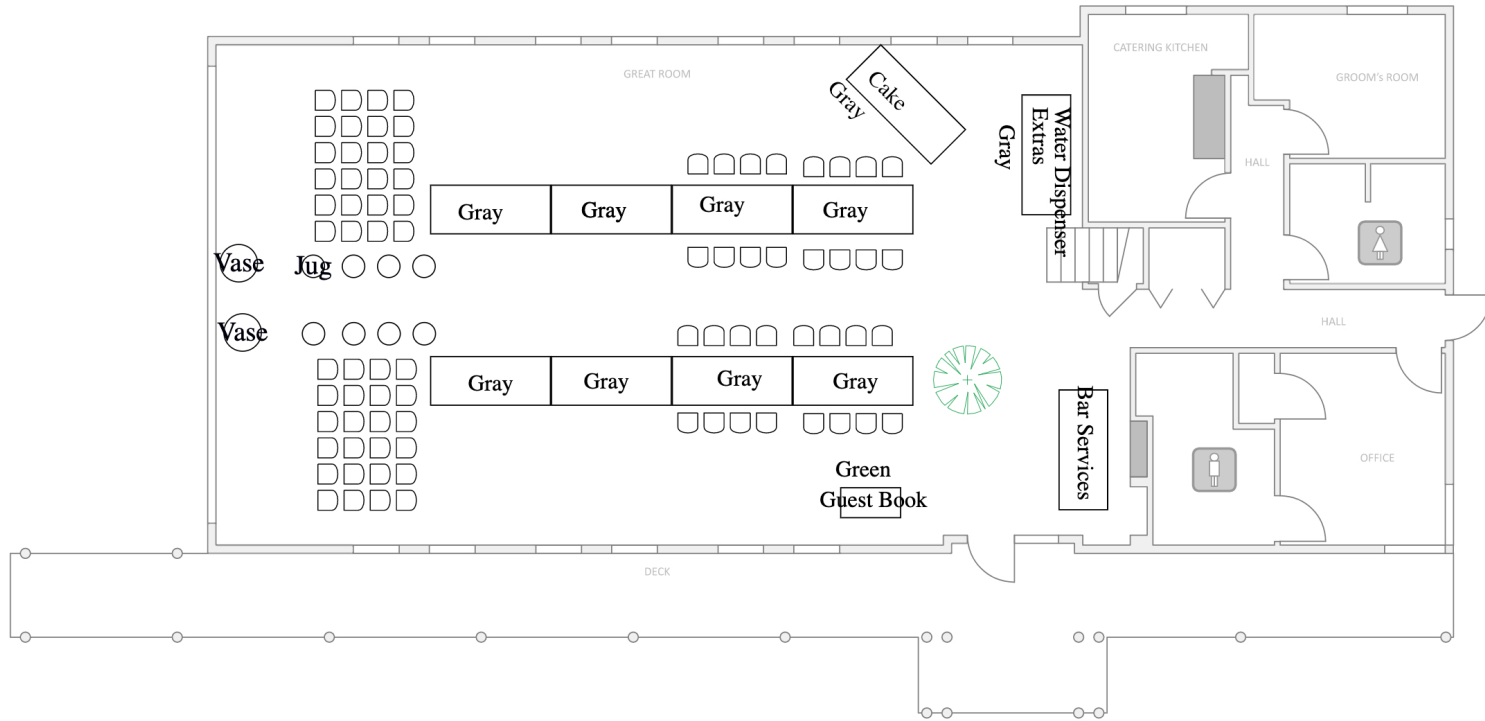 CATERING KITCHEN
GREAT ROOM
GROOM's ROOM
Cake
Gray
Water Dispenser
Extras
Gray
HALL
Gray
Gray
Gray
Gray
Vase
Jug
Vase
HALL
Gray
Gray
Gray
Gray
Bar Services
OFFICE
Green
Guest Book
DECK